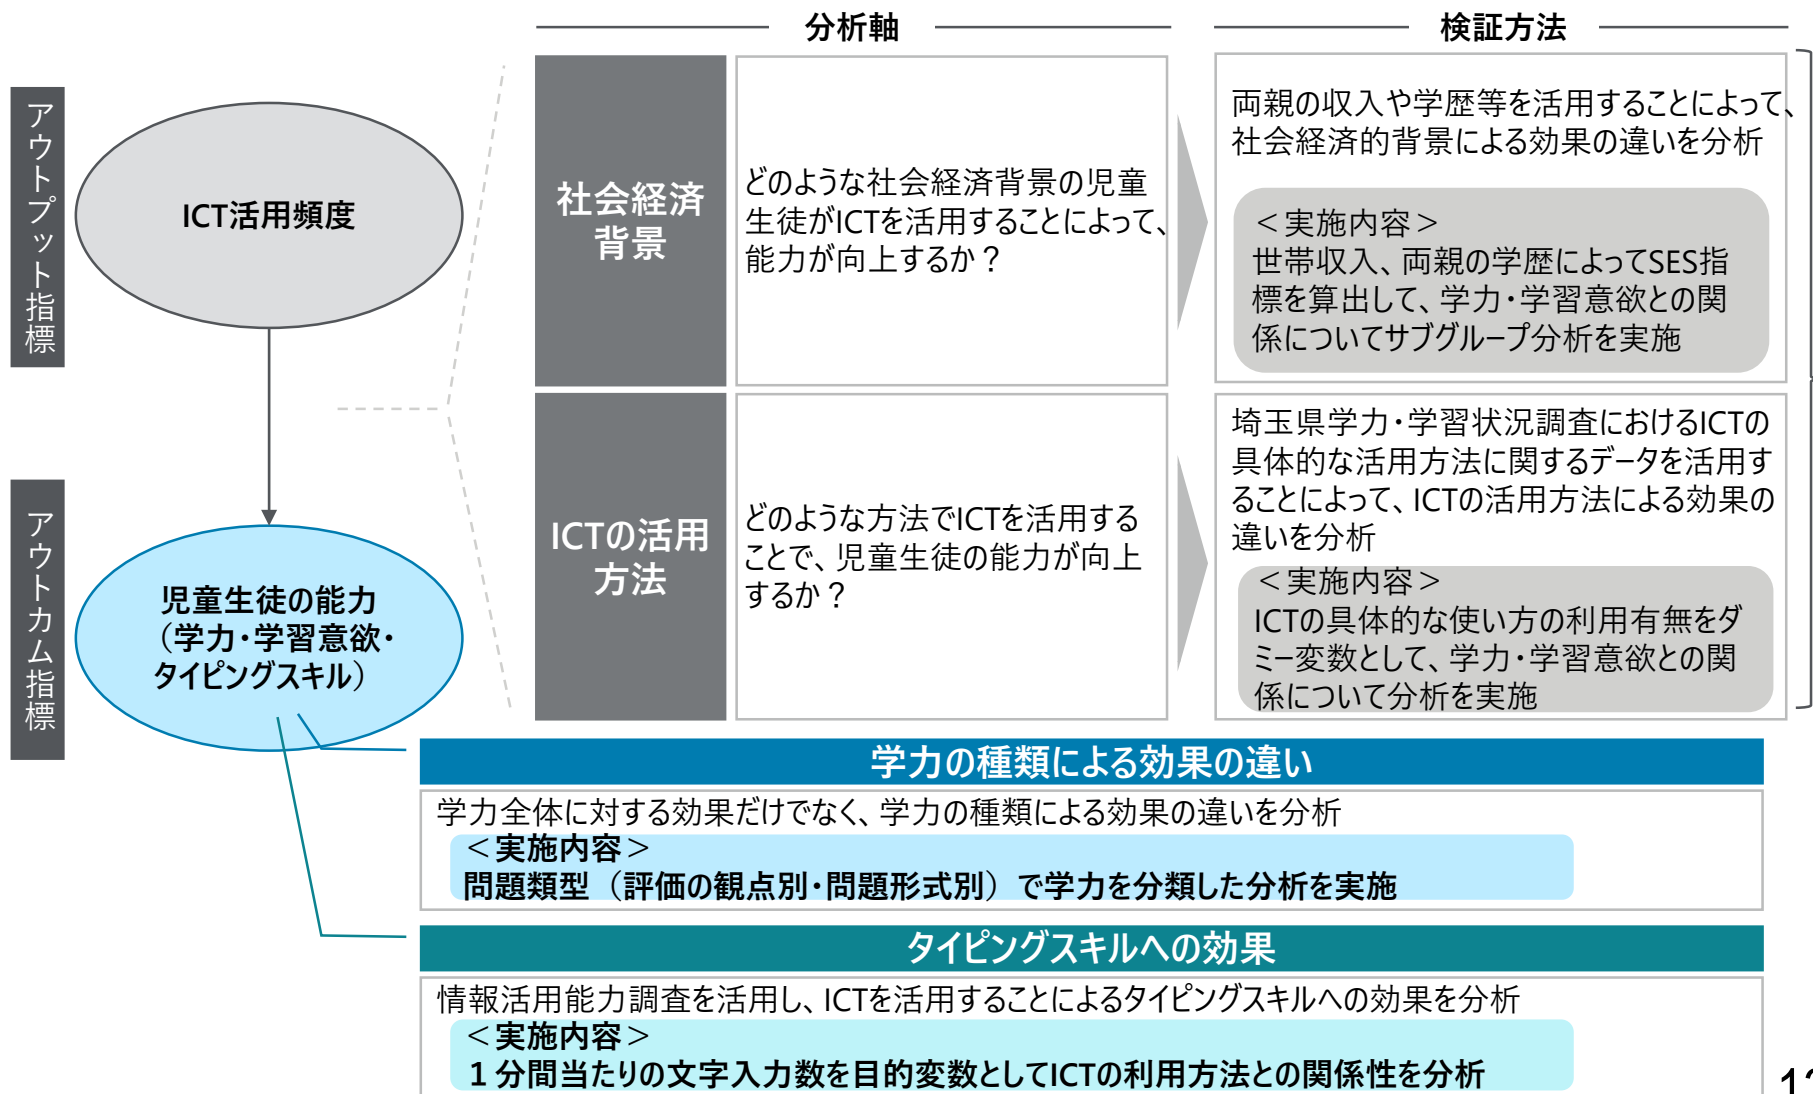 分析軸
検証方法
アウトプット指標
ICT活用頻度
社会経済
背景
どのような社会経済背景の児童
生徒がICTを活用することによって、
能力が向上するか？
両親の収入や学歴等を活用することによって、
社会経済的背景による効果の違いを分析
＜実施内容＞
世帯収入、両親の学歴によってSES指
標を算出して、学力・学習意欲との関
係についてサブグループ分析を実施
アウトカム指標
児童生徒の能力
（学力・学習意欲・
タイピングスキル）
ICTの活用
方法
どのような方法でICTを活用する
ことで、児童生徒の能力が向上
するか？
埼玉県学力・学習状況調査におけるICTの
具体的な活用方法に関するデータを活用す
ることによって、ICTの活用方法による効果の
違いを分析
＜実施内容＞
ICTの具体的な使い方の利用有無をダ
ミー変数として、学力・学習意欲との関
係について分析を実施
学力の種類による効果の違い
学力全体に対する効果だけでなく、学力の種類による効果の違いを分析
＜実施内容＞
問題類型（評価の観点別・問題形式別）で学力を分類した分析を実施
タイピングスキルへの効果
情報活用能力調査を活用し、ICTを活用することによるタイピングスキルへの効果を分析
＜実施内容＞
１分間当たりの文字入力数を目的変数としてICTの利用方法との関係性を分析